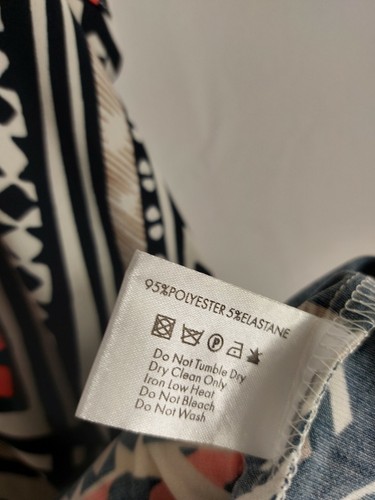 95%POLYESTER 5%ELASTANE
P
Do Not Tumble Dry
Dry Clean Only
Iron Low Heat
Do Not Bleach
Do Not Wash